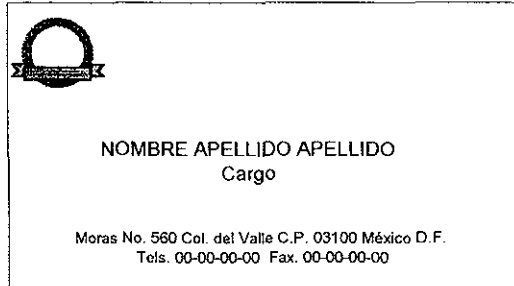 NOMBRE APELLIDO APELLIDO
Cargo
Moras No. 560 Col. del Valle C.P. 03100 México D.F.
Tels. 00-00-00-00 Fax. 00-00-00-00